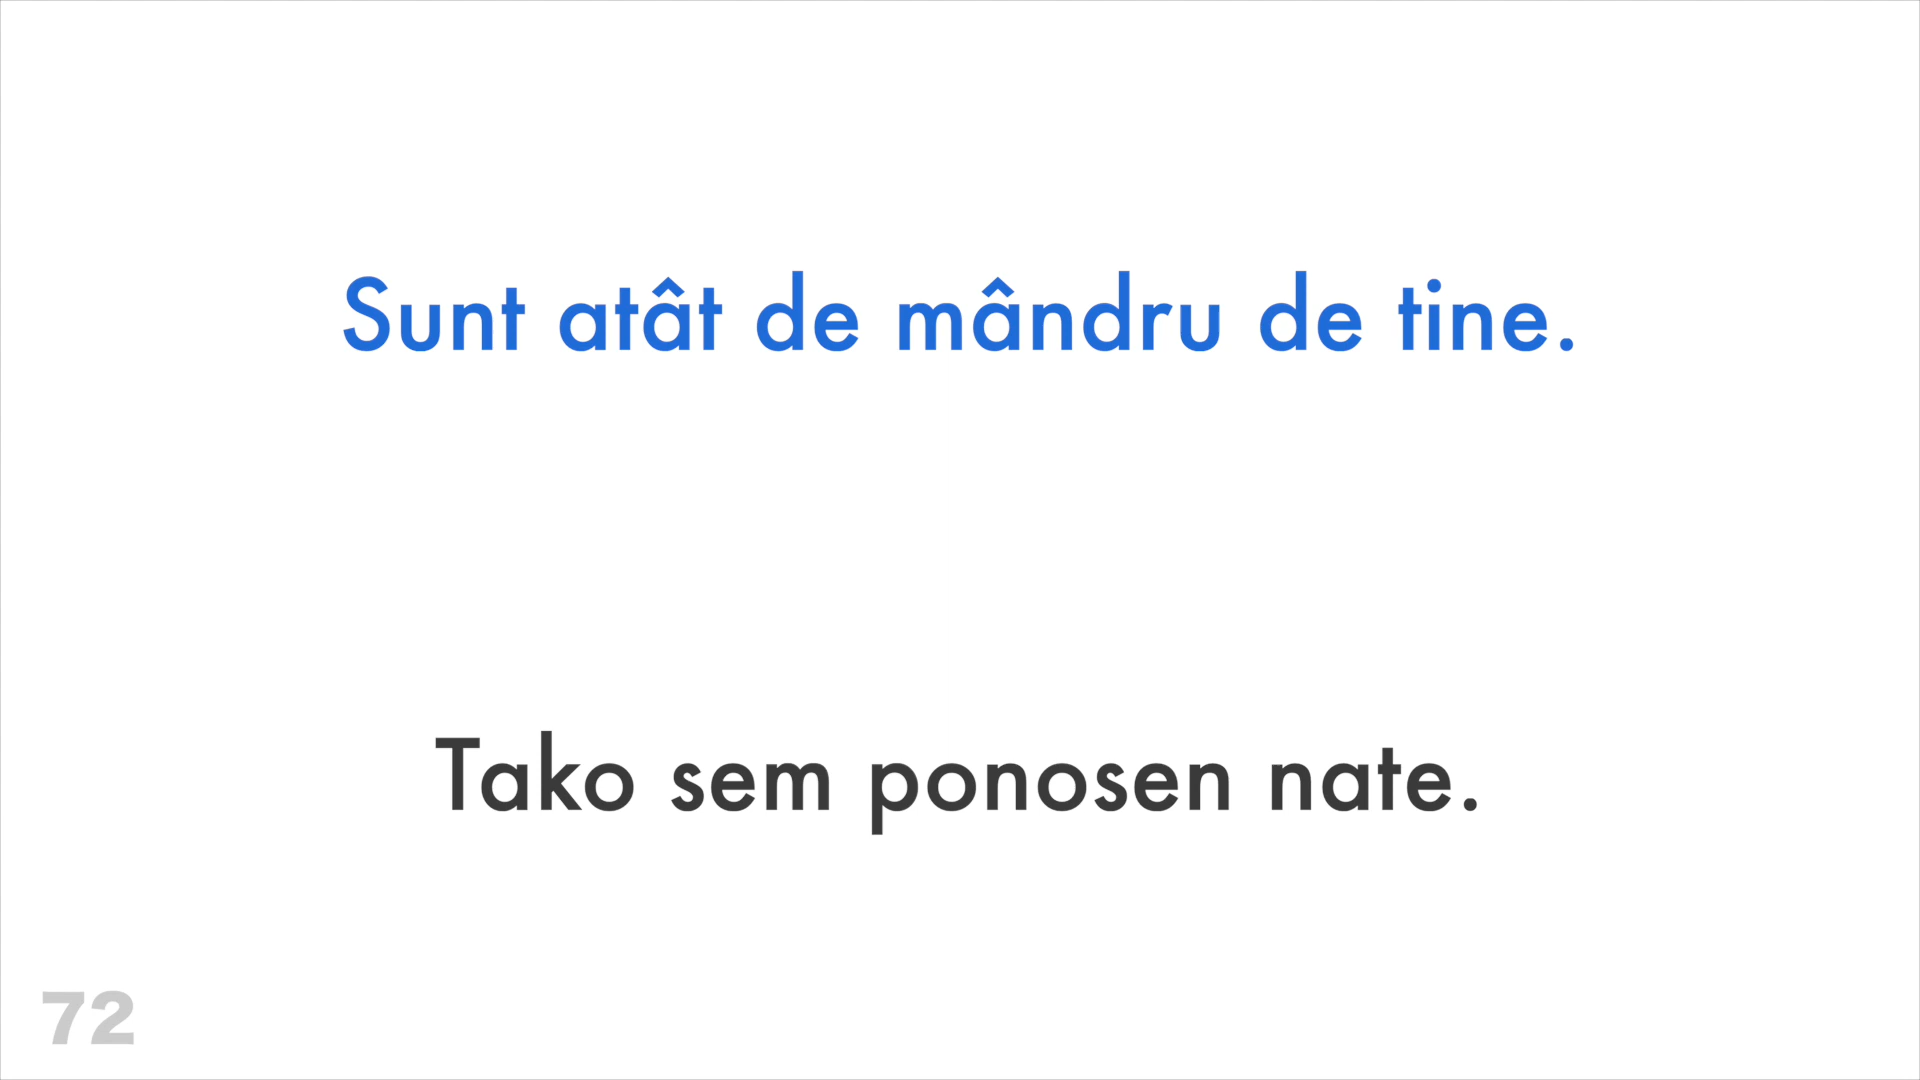 Sunt atât de mândru de tine.
Tako sem ponosen nate.
72